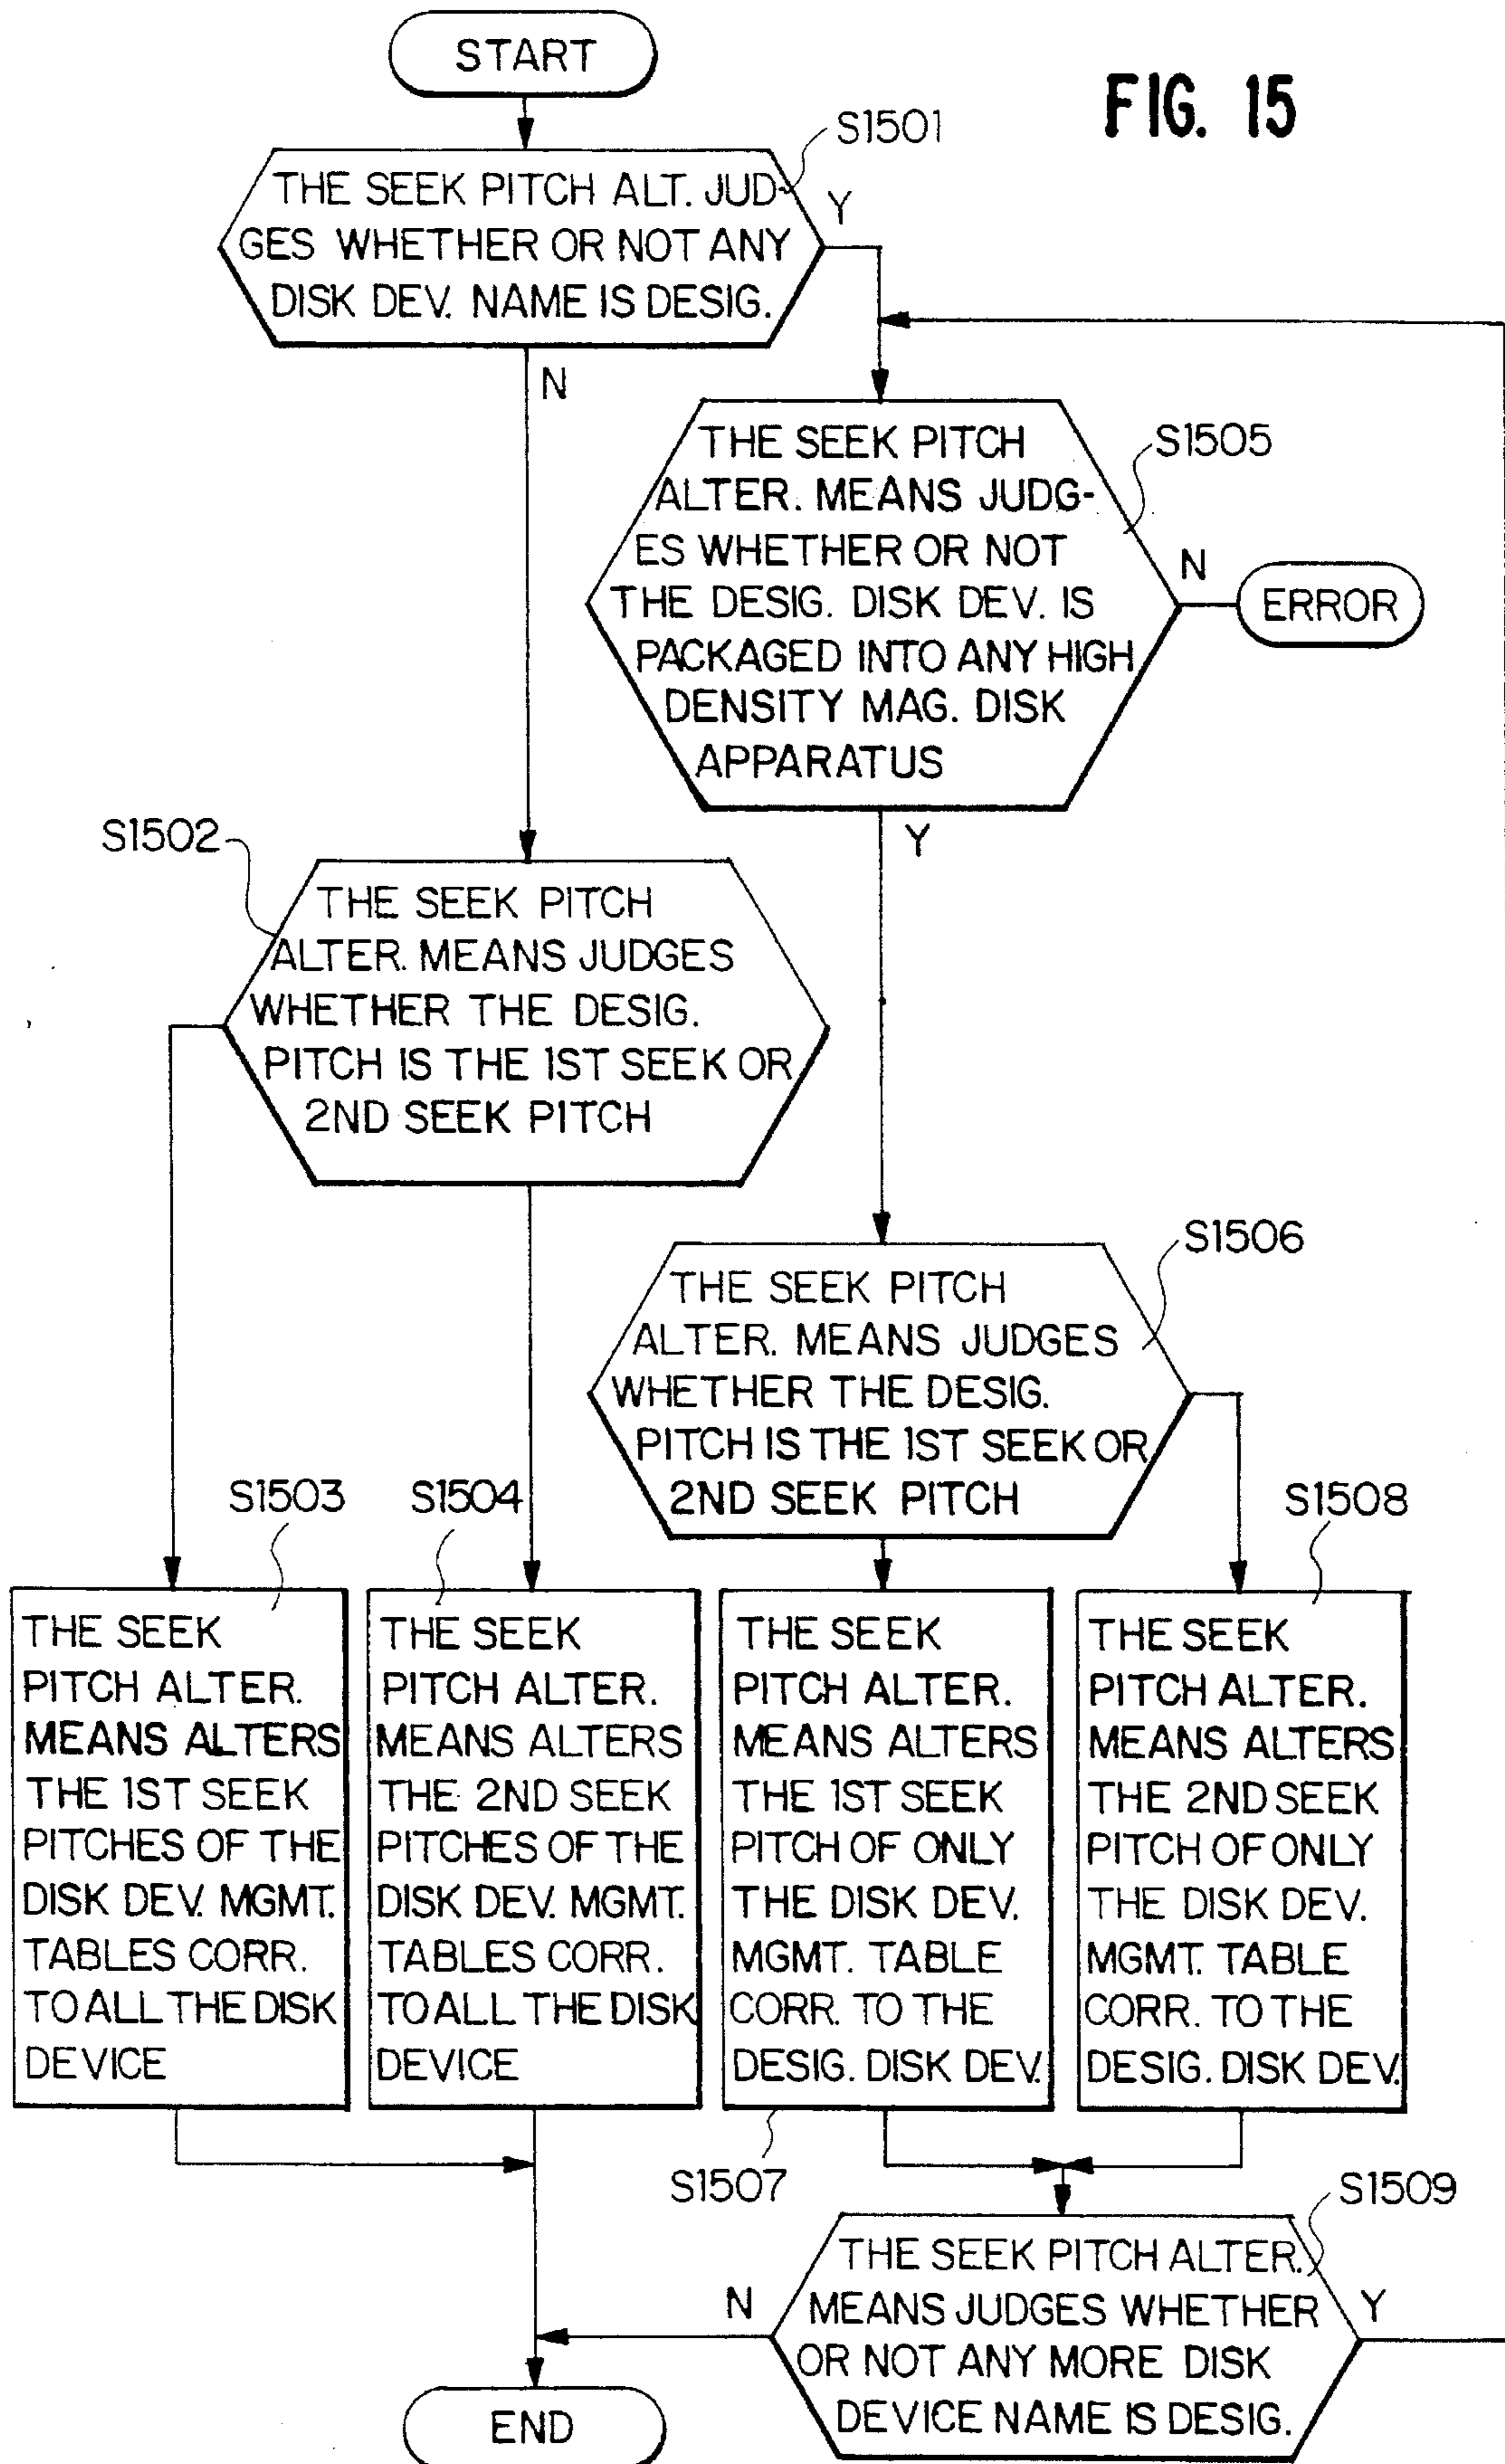 START
FIG. 15
S1501
THE SEEK PITCH ALT. JUD-
GES WHETHER OR NOT ANY
DISK DEV. NAME IS DESIG.
Y
N
THE SEEK PITCH
ALTER. MEANS JUDG-
ES WHETHER OR NOT
THE DESIG. DISK DEV. IS
PACKAGED INTO ANY HIGH
DENSITY MAG. DISK
APPARATUS
S1505
N
ERROR
Y
S1502
THE SEEK PITCH
ALTER. MEANS JUDGES
WHETHER THE DESIG.
PITCH IS THE 1ST SEEK OR
2ND SEEK PITCH
S1506
THE SEEK PITCH
ALTER. MEANS JUDGES
WHETHER THE DESIG.
PITCH IS THE 1ST SEEK OR
2ND SEEK PITCH
S1503
THE SEEK
PITCH ALTER.
MEANS ALTERS
THE 1ST SEEK
PITCHES OF THE
DISK DEV. MGMT.
TABLES CORR.
TO ALL THE DISK
DEVICE
S1504
THE SEEK
PITCH ALTER.
MEANS ALTERS
THE 2ND SEEK
PITCHES OF THE
DISK DEV. MGMT.
TABLES CORR.
TO ALL THE DISK
DEVICE
THE SEEK
PITCH ALTER.
MEANS ALTERS
THE 1ST SEEK
PITCH OF ONLY
THE DISK DEV.
MGMT. TABLE
CORR. TO THE
DESIG. DISK DEV.
S1507
S1508
THE SEEK
PITCH ALTER.
MEANS ALTERS
THE 2ND SEEK
PITCH OF ONLY
THE DISK DEV.
MGMT. TABLE
CORR. TO THE
DESIG. DISK DEV.
S1509
THE SEEK PITCH ALTER.
MEANS JUDGES WHETHER
OR NOT ANY MORE DISK
DEVICE NAME IS DESIG.
N
Y
END